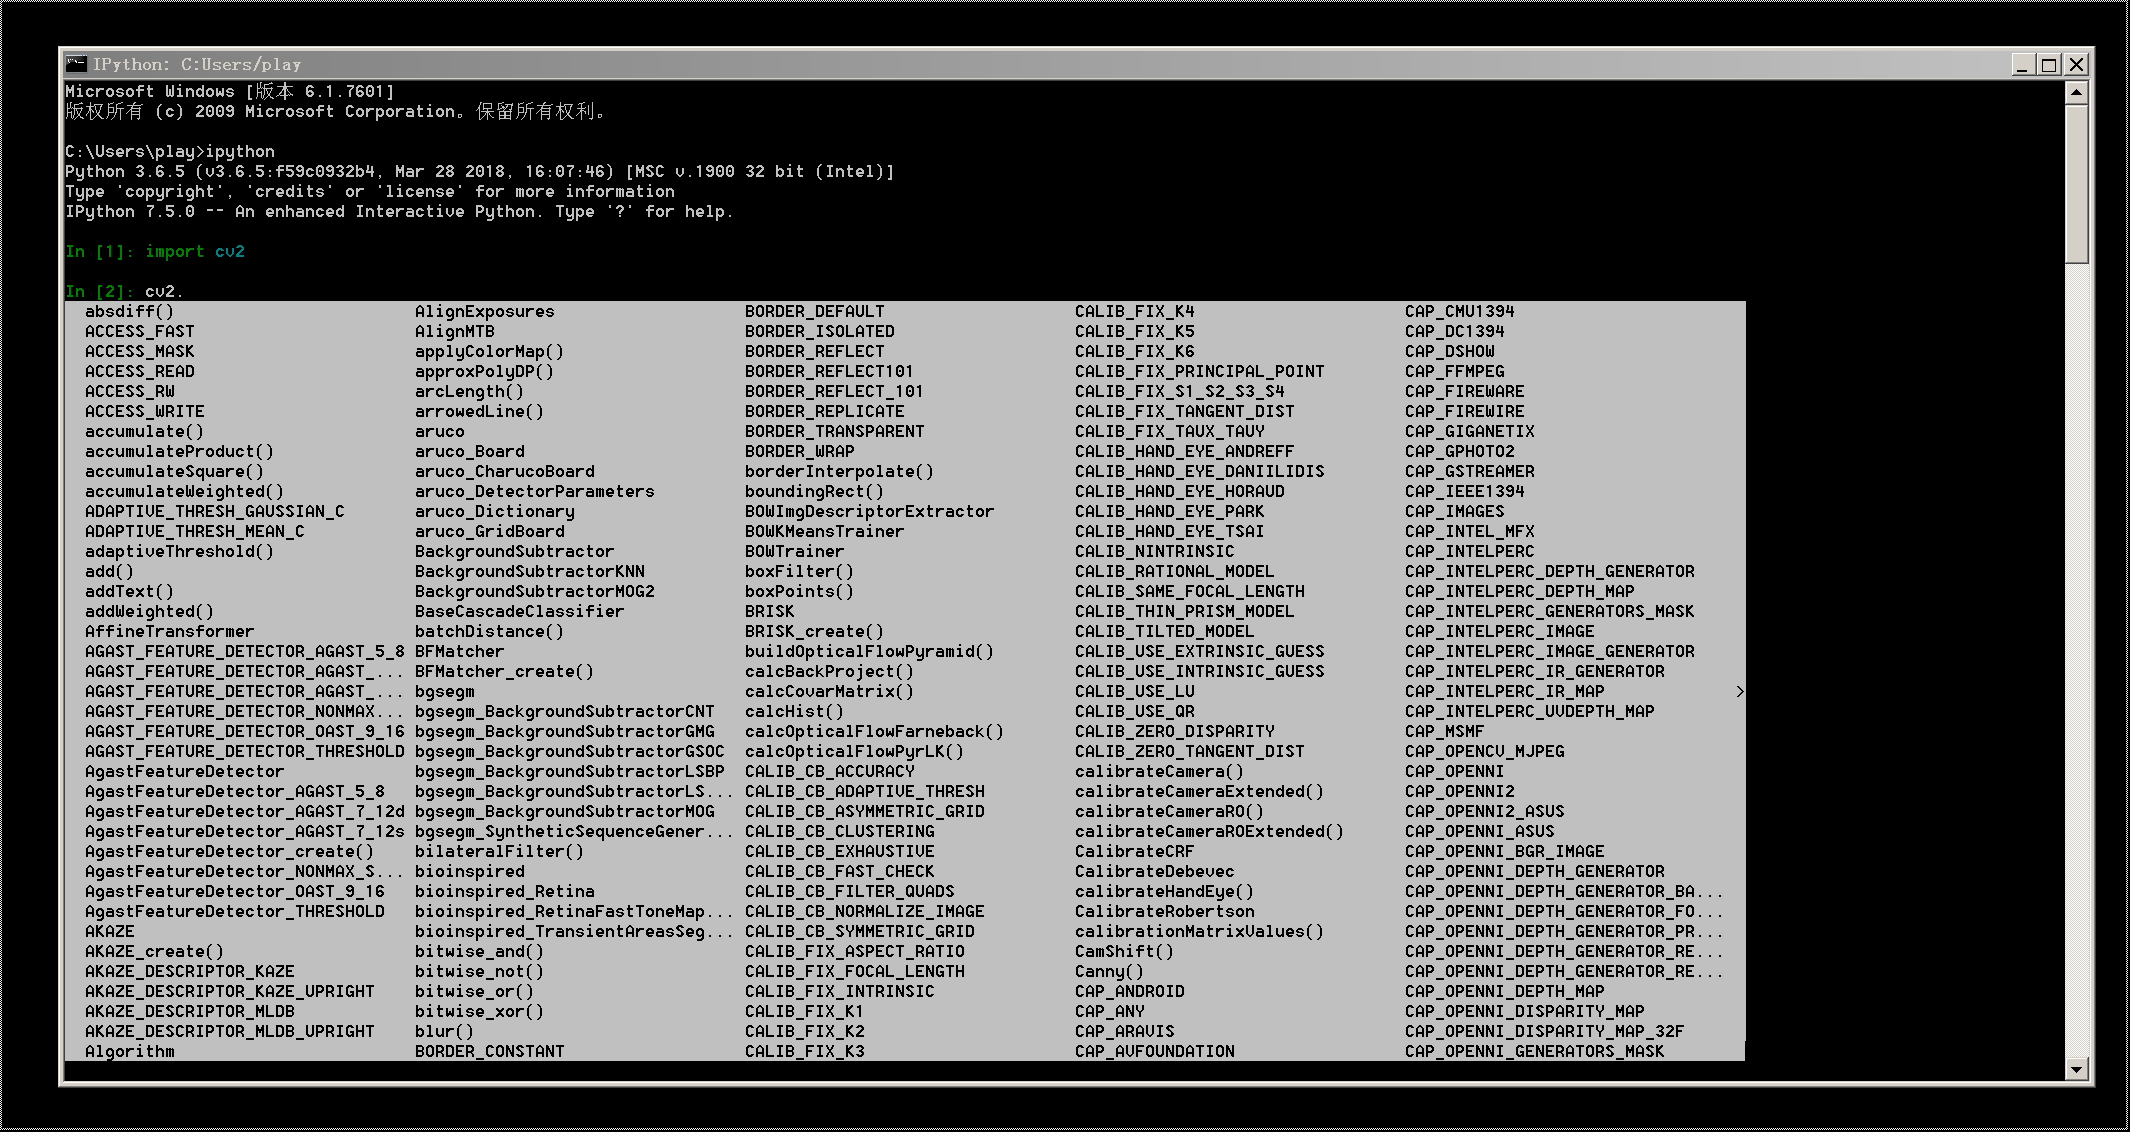 IPython: C:Users/play
Microsoft Windows [版本 6.1.7601]
版权所有 (c) 2009 Microsoft Corporation。保留所有权利。
C:\Users\play>ipython
Python 3.6.5 (v3.6.5:f59c0932b4, Mar 28 2018, 16:07:46) [MSC v.1900 32 bit (Intel)]
Type 'copyright', 'credits' or 'license' for more information
IPython 7.5.0 -- An enhanced Interactive Python. Type '?' for help.
In [1]: import cv2
In [2]: cv2.
absdiff() AlignExposures BORDER_DEFAULT CALIB_FIX_K4 CAP_CMU1394
ACCESS_FAST AlignMTB BORDER_ISOLATED CALIB_FIX_K5 CAP_DC1394
ACCESS_MASK applyColorMap() BORDER_REFLECT CALIB_FIX_K6 CAP_DSHOW
ACCESS_READ approxPolyDP() BORDER_REFLECT101 CALIB_FIX_PRINCIPAL_POINT CAP_FFMPEG
ACCESS_RW arcLength() BORDER_REFLECT_101 CALIB_FIX_S1_S2_S3_S4 CAP_FIREWARE
ACCESS_WRITE arrowedLine() BORDER_REPLICATE CALIB_FIX_TANGENT_DIST CAP_FIREWIRE
accumulate() aruco BORDER_TRANSPARENT CALIB_FIX_TAUX_TAUY CAP_GIGANETIX
accumulateProduct() aruco_Board BORDER_WRAP CALIB_HAND_EYE_ANDREFF CAP_GPHOTO2
accumulateSquare() aruco_CharucoBoard borderInterpolate() CALIB_HAND_EYE_DANIILIDIS CAP_GSTREAMER
accumulateWeighted() aruco_DetectorParameters boundingRect() CALIB_HAND_EYE_HORAUD CAP_IEEE1394
ADAPTIVE_THRESH_GAUSSIAN_C aruco_Dictionary BOWImgDescriptorExtractor CALIB_HAND_EYE_PARK CAP_IMAGES
ADAPTIVE_THRESH_MEAN_C aruco_GridBoard BOWKMeansTrainer CALIB_HAND_EYE_TSAI CAP_INTEL_MFX
adaptiveThreshold() BackgroundSubtractor BOWTrainer CALIB_NINTRINSIC CAP_INTELPERC
add() BackgroundSubtractorKNN boxFilter() CALIB_RATIONAL_MODEL CAP_INTELPERC_DEPTH_GENERATOR
addText() BackgroundSubtractorMOG2 boxPoints() CALIB_SAME_FOCAL_LENGTH CAP_INTELPERC_DEPTH_MAP
addWeighted() BaseCascadeClassifier BRISK CALIB_THIN_PRISM_MODEL CAP_INTELPERC_GENERATORS_MASK
AffineTransformer batchDistance() BRISK_create() CALIB_TILTED_MODEL CAP_INTELPERC_IMAGE
AGAST_FEATURE_DETECTOR_AGAST_5_8 BFMatcher buildOpticalFlowPyramid() CALIB_USE_EXTRINSIC_GUESS CAP_INTELPERC_IMAGE_GENERATOR
AGAST_FEATURE_DETECTOR_AGAST_... BFMatcher_create() calcBackProject() CALIB_USE_INTRINSIC_GUESS CAP_INTELPERC_IR_GENERATOR
AGAST_FEATURE_DETECTOR_AGAST_... bgsegm calcCovarMatrix() CALIB_USE_LU CAP_INTELPERC_IR_MAP >
AGAST_FEATURE_DETECTOR_NONMAX... bgsegm_BackgroundSubtractorCNT calcHist() CALIB_USE_QR CAP_INTELPERC_UVDEPTH_MAP
AGAST_FEATURE_DETECTOR_OAST_9_16 bgsegm_BackgroundSubtractorGMG calcOpticalFlowFarneback() CALIB_ZERO_DISPARITY CAP_MSMF
AGAST_FEATURE_DETECTOR_THRESHOLD bgsegm_BackgroundSubtractorGSOC calcOpticalFlowPyrLK() CALIB_ZERO_TANGENT_DIST CAP_OPENCV_MJPEG
AgastFeatureDetector bgsegm_BackgroundSubtractorLSBP CALIB_CB_ACCURACY calibrateCamera() CAP_OPENNI
AgastFeatureDetector_AGAST_5_8 bgsegm_BackgroundSubtractorLS... CALIB_CB_ADAPTIVE_THRESH calibrateCameraExtended() CAP_OPENNI2
AgastFeatureDetector_AGAST_7_12d bgsegm_BackgroundSubtractorMOG CALIB_CB_ASYMMETRIC_GRID calibrateCameraRO() CAP_OPENNI2_ASUS
AgastFeatureDetector_AGAST_7_12s bgsegm_SyntheticSequenceGener... CALIB_CB_CLUSTERING calibrateCameraROExtended() CAP_OPENNI_ASUS
AgastFeatureDetector_create() bilateralFilter() CALIB_CB_EXHAUSTIVE CalibrateCRF CAP_OPENNI_BGR_IMAGE
AgastFeatureDetector_NONMAX_S... bioinspired CALIB_CB_FAST_CHECK CalibrateDebevec CAP_OPENNI_DEPTH_GENERATOR
AgastFeatureDetector_OAST_9_16 bioinspired_Retina CALIB_CB_FILTER_QUADS calibrateHandEye() CAP_OPENNI_DEPTH_GENERATOR_BA...
AgastFeatureDetector_THRESHOLD bioinspired_RetinaFastToneMap... CALIB_CB_NORMALIZE_IMAGE CalibrateRobertson CAP_OPENNI_DEPTH_GENERATOR_FO...
AKAZE bioinspired_TransientAreasSeg... CALIB_CB_SYMMETRIC_GRID calibrationMatrixValues() CAP_OPENNI_DEPTH_GENERATOR_PR...
AKAZE_create() bitwise_and() CALIB_FIX_ASPECT_RATIO CamShift() CAP_OPENNI_DEPTH_GENERATOR_RE...
AKAZE_DESCRIPTOR_KAZE bitwise_not() CALIB_FIX_FOCAL_LENGTH Canny() CAP_OPENNI_DEPTH_GENERATOR_RE...
AKAZE_DESCRIPTOR_KAZE_UPRIGHT bitwise_or() CALIB_FIX_INTRINSIC CAP_ANDROID CAP_OPENNI_DEPTH_MAP
AKAZE_DESCRIPTOR_MLDB bitwise_xor() CALIB_FIX_K1 CAP_ANY CAP_OPENNI_DISPARITY_MAP
AKAZE_DESCRIPTOR_MLDB_UPRIGHT blur() CALIB_FIX_K2 CAP_ARAVIS CAP_OPENNI_DISPARITY_MAP_32F
Algorithm BORDER_CONSTANT CALIB_FIX_K3 CAP_AVFOUNDATION CAP_OPENNI_GENERATORS_MASK